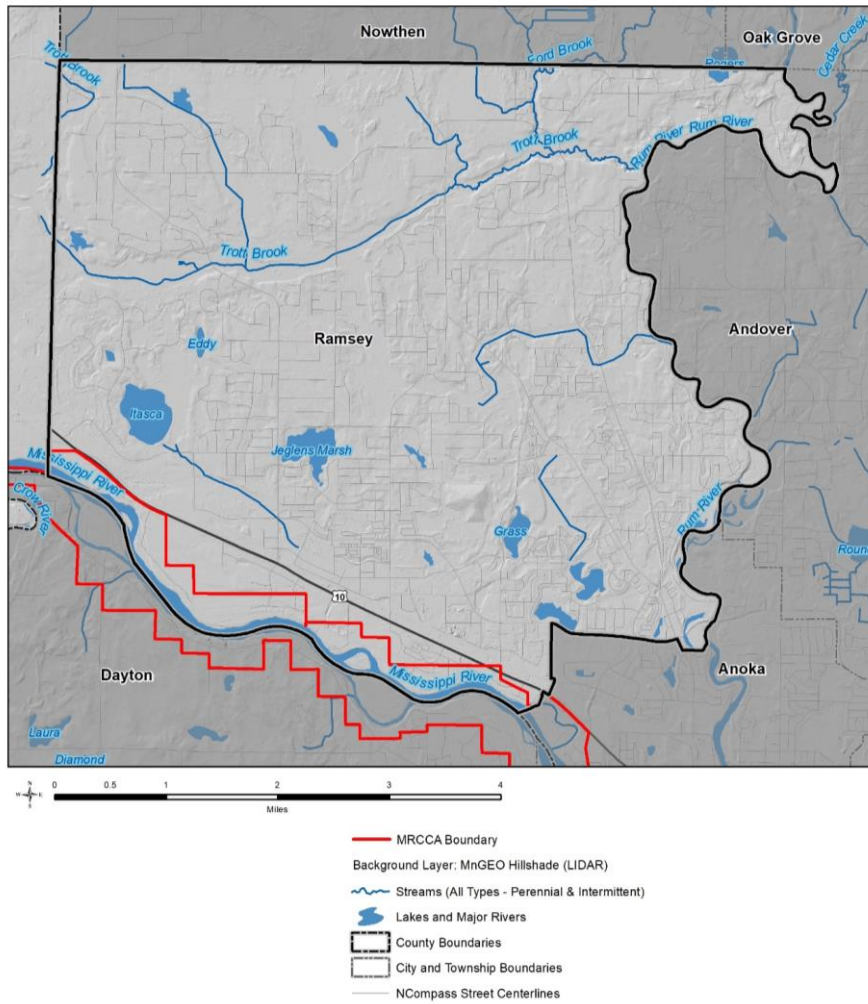 Nowthen
Oak Grove
Cedar Creek
Trott Brook
Ford Brook
Rogers
Trott Brook
Rum River
Rum River
Trott Brook
Ramsey
Andover
Eddy
Itasca
Jeglens Marsh
Mississippi River
Crow River
Grass
Rum River
Round
10
Dayton
Mississippi River
Anoka
Laura
Diamond
N
W E
S
0 0.5 1 2 3 4
Miles
MRCCA Boundary
Background Layer: MnGEO Hillshade (LIDAR)
Streams (All Types - Perennial & Intermittent)
Lakes and Major Rivers
County Boundaries
City and Township Boundaries
NCompass Street Centerlines